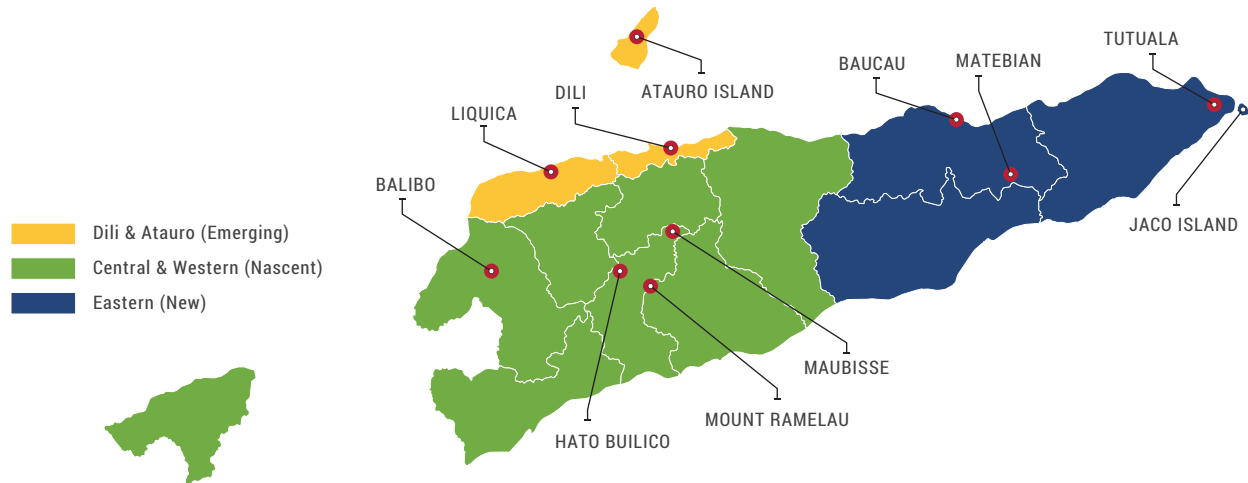 TUTUALA
BAUCAU
MATEBIAN
ATAURO ISLAND
DILI
LIQUICA
BALIBO
JACO ISLAND
Dili & Atauro (Emerging)
Central & Western (Nascent)
Eastern (New)
MAUBISSE
MOUNT RAMELAU
HATO BUILICO